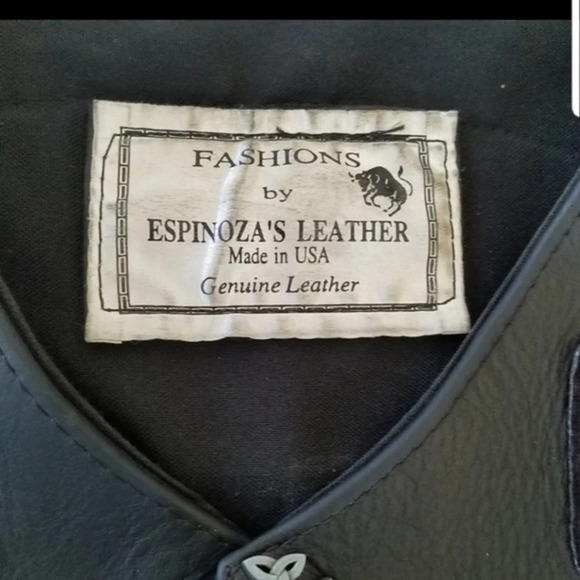 FASHIONS
by
ESPINOZA'S LEATHER
Made in USA
Genuine Leather